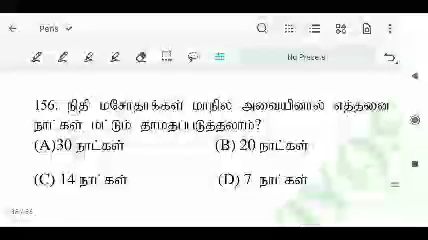 Pens
No Presets
156. நிதி மசோதாக்கள் மாநில அவையினால் எத்தனை
நாட்கள் மட்டும் தாமதப்படுத்தலாம்?
(A)30 நாட்கள் (B) 20 நாட்கள்
(C) 14 நாட்கள் (D) 7 நாட்கள்